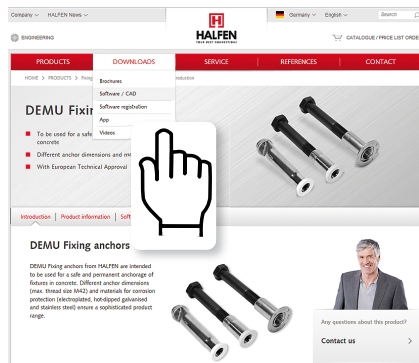 Company HALFEN News Germany English Search
ENGINEERING
HALFEN
YOUR BEST CONNECTIONS
CATALOGUE / PRICE LIST ORDE
PRODUCTS DOWNLOADS SERVICE REFERENCES CONTACT
HOME > PRODUCTS > Fixing
Brochures
Software / CAD
Software registration
App
Videos
DEMU Fixi
To be used for a safe
concrete
Different anchor dimensions and m
With European Technical Approval
Introduction | Product information | Soft
DEMU Fixing anchors
DEMU Fixing anchors from HALFEN are intended
to be used for a safe and permanent anchorage of
fixtures in concrete. Different anchor dimensions
(max. thread size M42) and materials for corrosion
protection (electroplated, hot-dipped galvanised
and stainless steel) ensure a sophisticated product
range.
Any questions about this product?
Contact us >